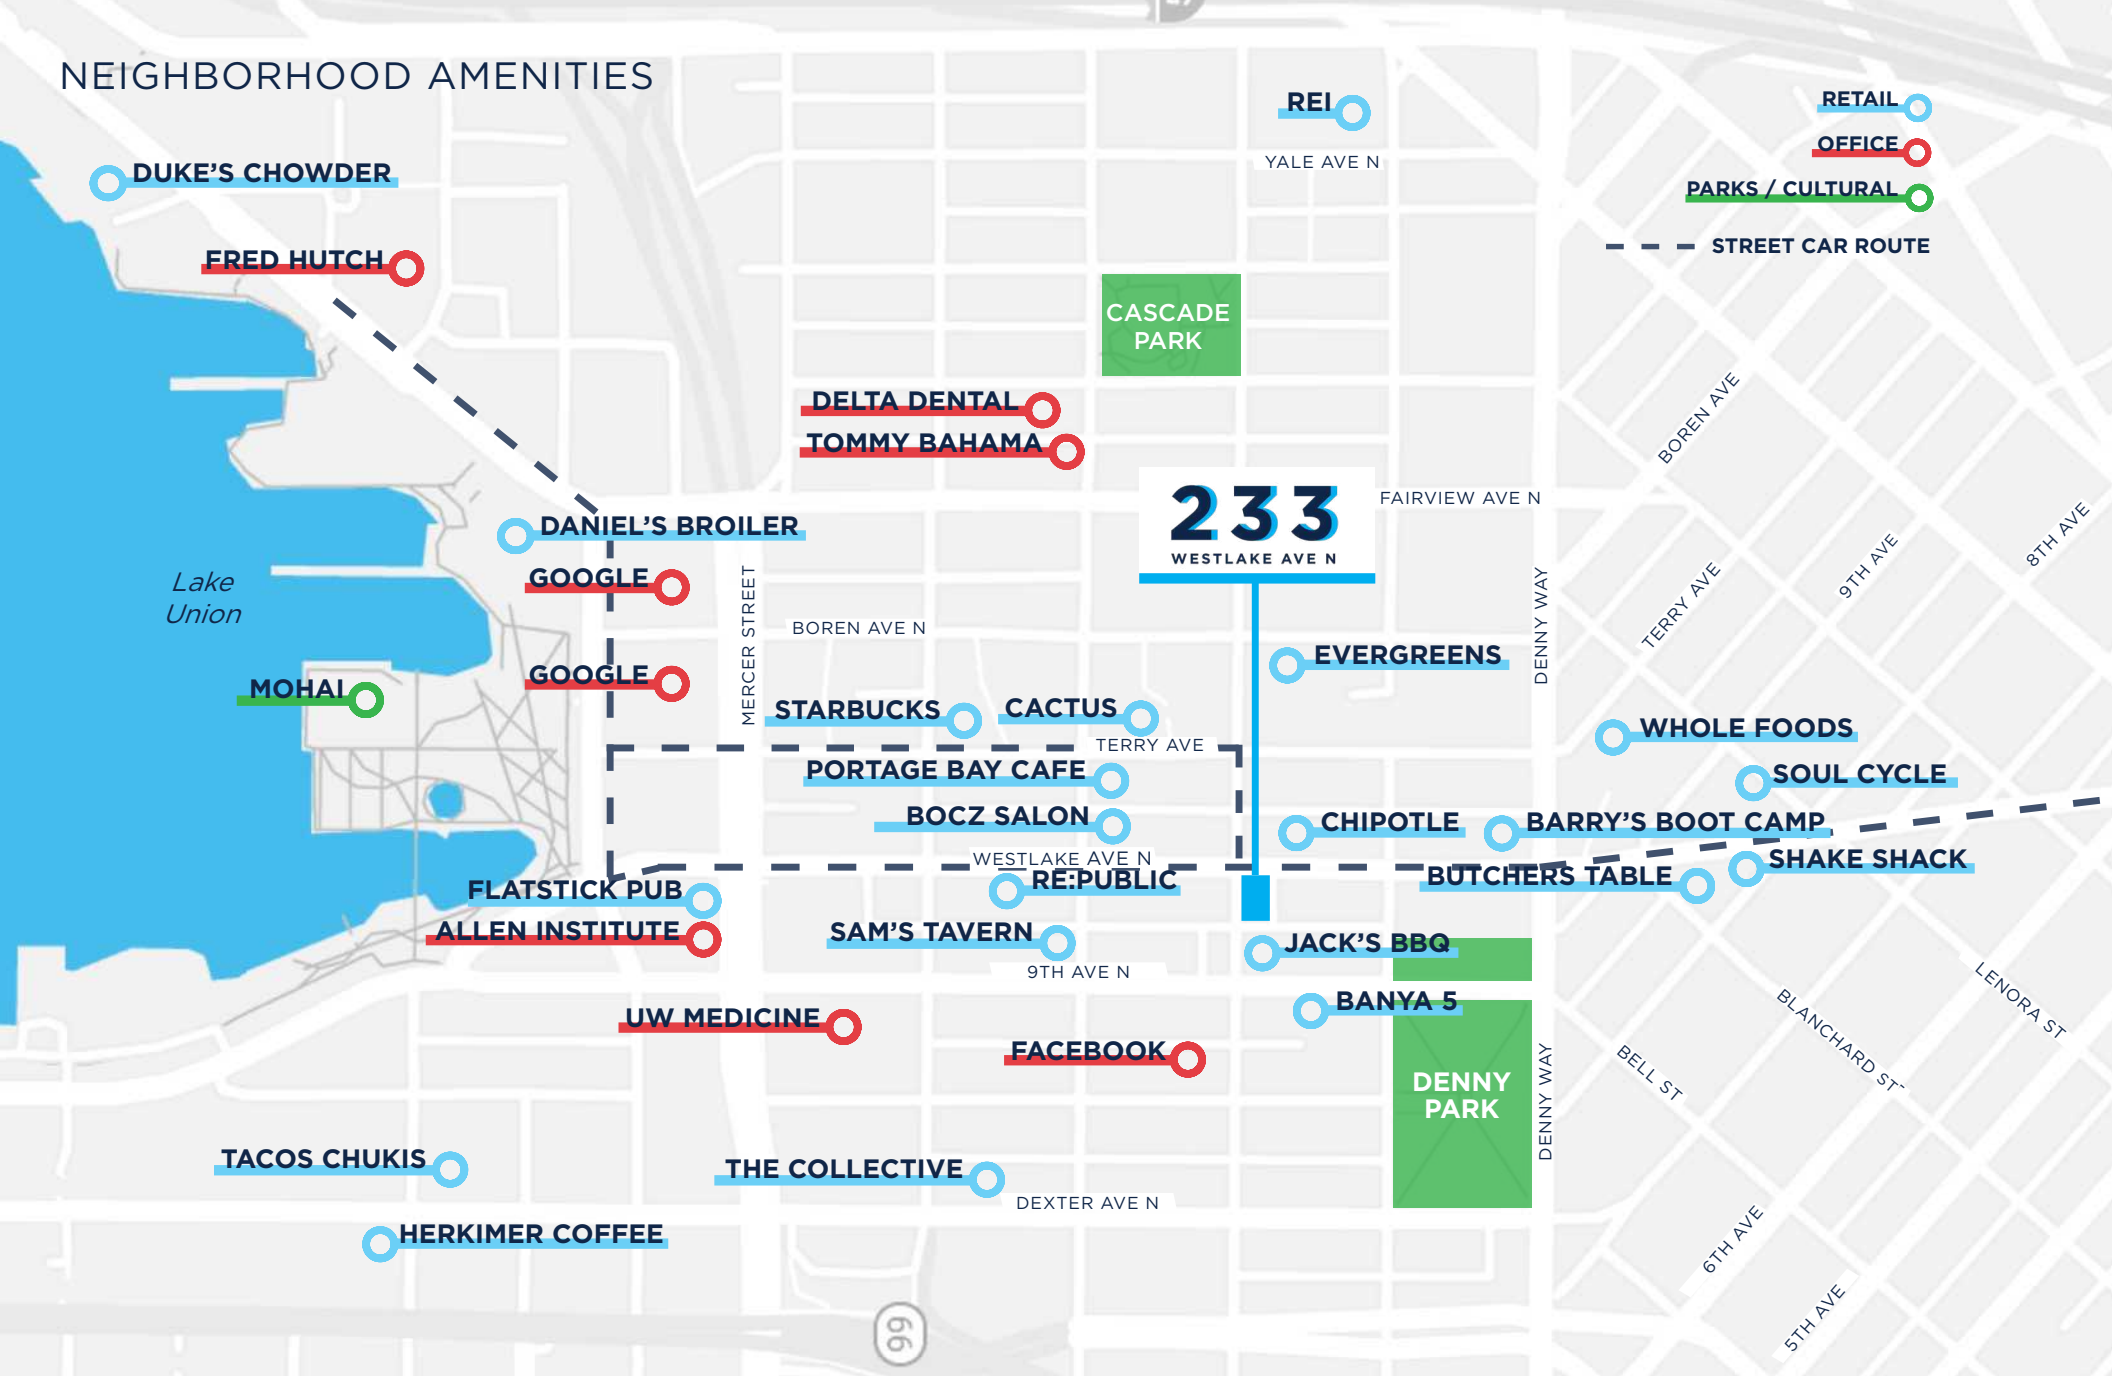 NEIGHBORHOOD AMENITIES
REI
RETAIL
OFFICE
PARKS / CULTURAL
STREET CAR ROUTE
YALE AVE N
DUKE'S CHOWDER
FRED HUTCH
CASCADE
PARK
DELTA DENTAL
TOMMY BAHAMA
BOREN AVE
233
WESTLAKE AVE N
FAIRVIEW AVE N
DANIEL'S BROILER
GOOGLE
Lake
Union
MERCER STREET
BOREN AVE N
DENNY WAY
TERRY AVE
9TH AVE
8TH AVE
EVERGREENS
GOOGLE
MOHAI
STARBUCKS
CACTUS
WHOLE FOODS
TERRY AVE
PORTAGE BAY CAFE
SOUL CYCLE
BOCZ SALON
CHIPOTLE
BARRY'S BOOT CAMP
WESTLAKE AVE N
SHAKE SHACK
RE:PUBLIC
BUTCHERS TABLE
FLATSTICK PUB
ALLEN INSTITUTE
SAM'S TAVERN
JACK'S BBQ
9TH AVE N
BANYA 5
UW MEDICINE
FACEBOOK
DENNY
PARK
DENNY WAY
BELL ST
BLANCHARD ST
LENORA ST
TACOS CHUKIS
THE COLLECTIVE
DEXTER AVE N
HERKIMER COFFEE
6TH AVE
5TH AVE
99